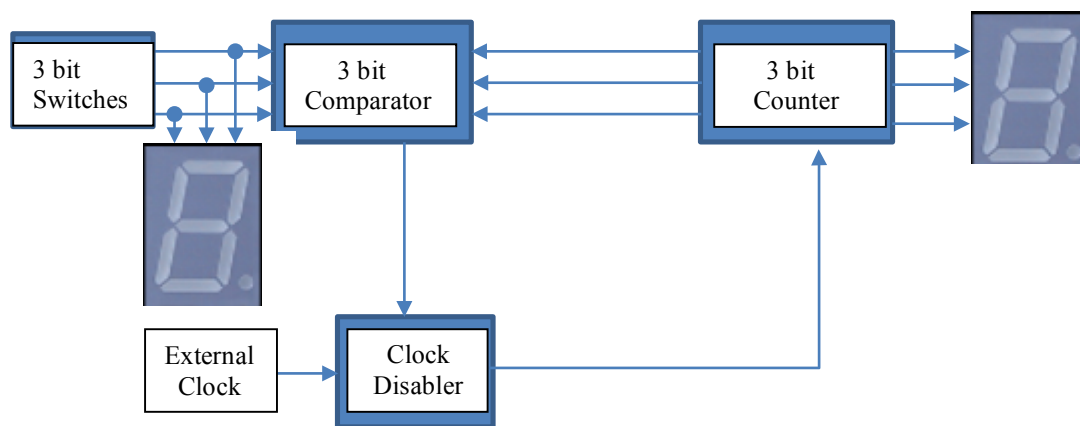 3 bit
Switches
3 bit
Comparator
3 bit
Counter
External
Clock
Clock
Disabler